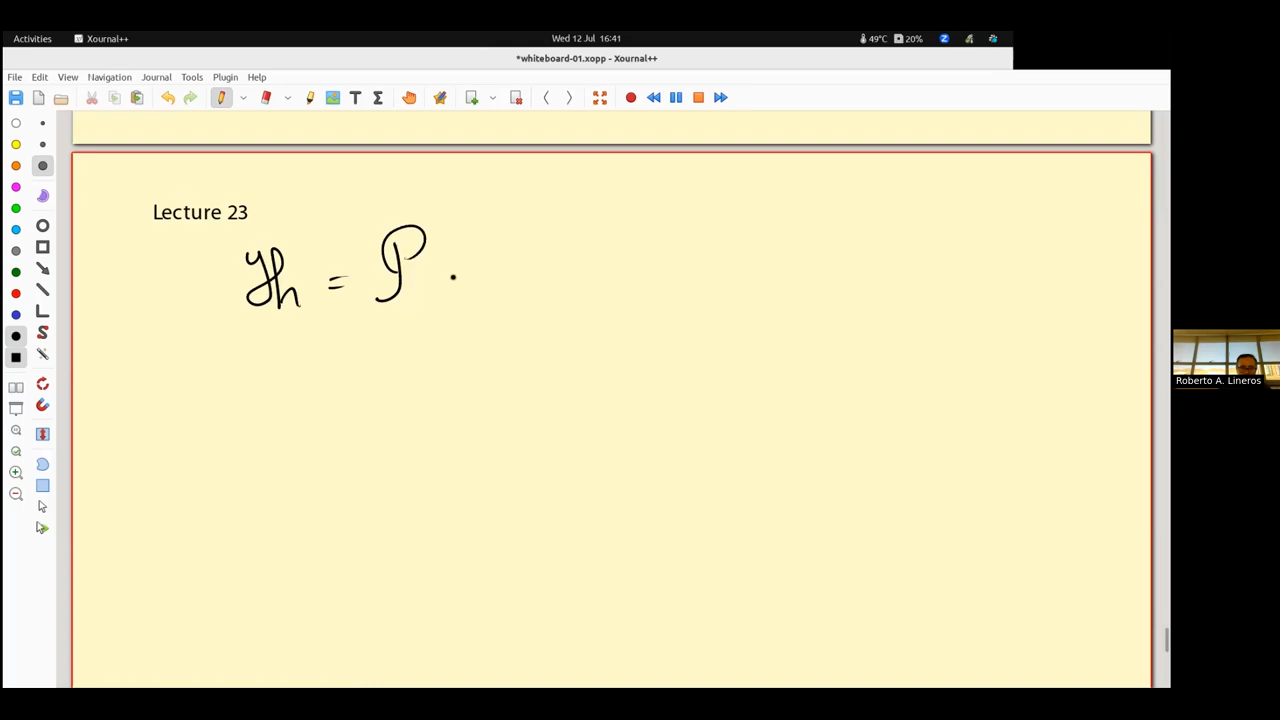 Activities Xournal++ Wed 12 Jul 16:41 49°C 20%
*whiteboard-01.xopp - Xournal++
File Edit View Navigation Journal Tools Plugin Help
Lecture 23
y_h = P .
Roberto A. Lineros